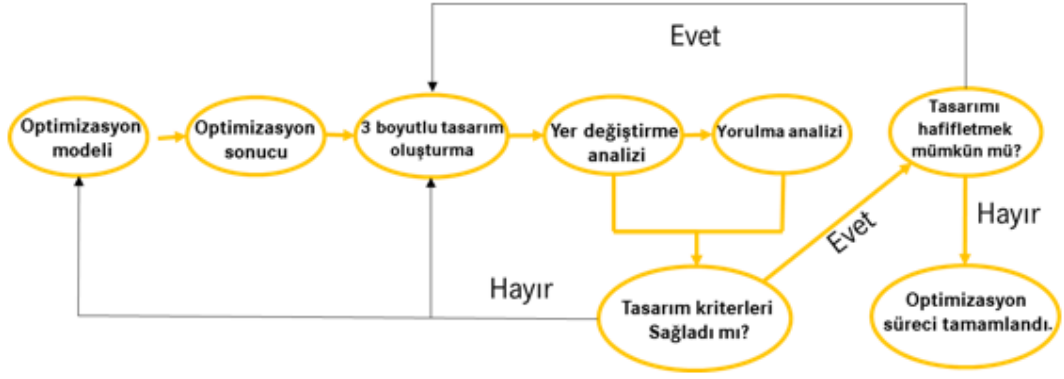 Evet
Optimizasyon
modeli
Optimizasyon
sonucu
3 boyutlu tasarım
oluşturma
Yer değiştirme
analizi
Yorulma analizi
Tasarımı
hafifletmek
mümkün mü?
Evet
Hayır
Hayır
Tasarım kriterleri
Sağladı mı?
Optimizasyon
süreci tamamlandı.